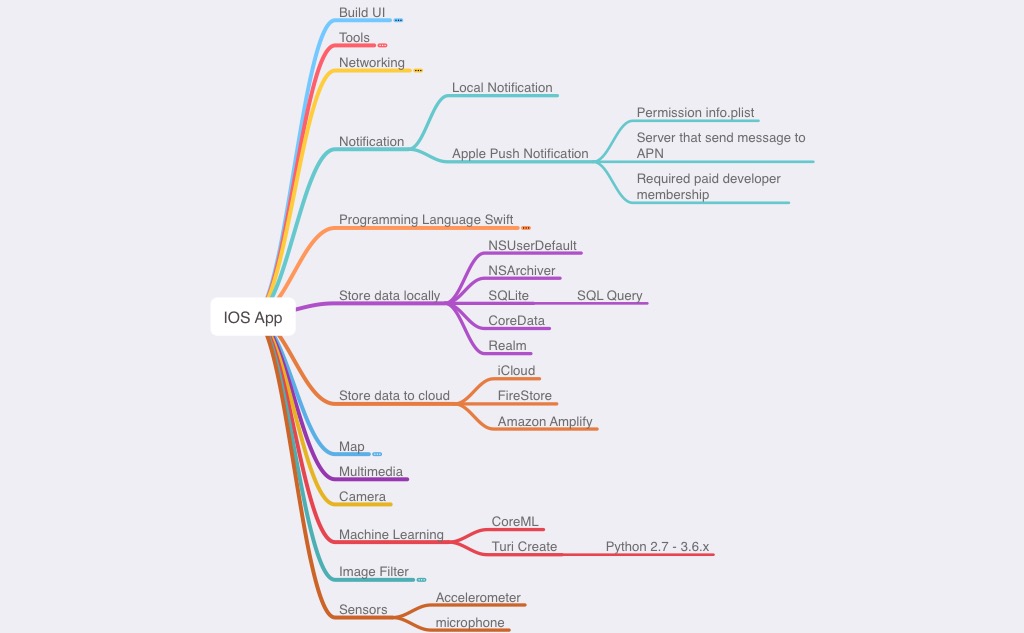 Build UI
Tools
Networking
Local Notification
Permission info.plist
Server that send message to
APN
Notification
Apple Push Notification
Required paid developer
membership
Programming Language Swift
NSUserDefault
NSArchiver
Store data locally
SQLite
SQL Query
IOS App
CoreData
Realm
iCloud
Store data to cloud
FireStore
Amazon Amplify
Map
Multimedia
Camera
CoreML
Machine Learning
Turi Create
Python 2.7 - 3.6.x
Image Filter
Accelerometer
Sensors
microphone